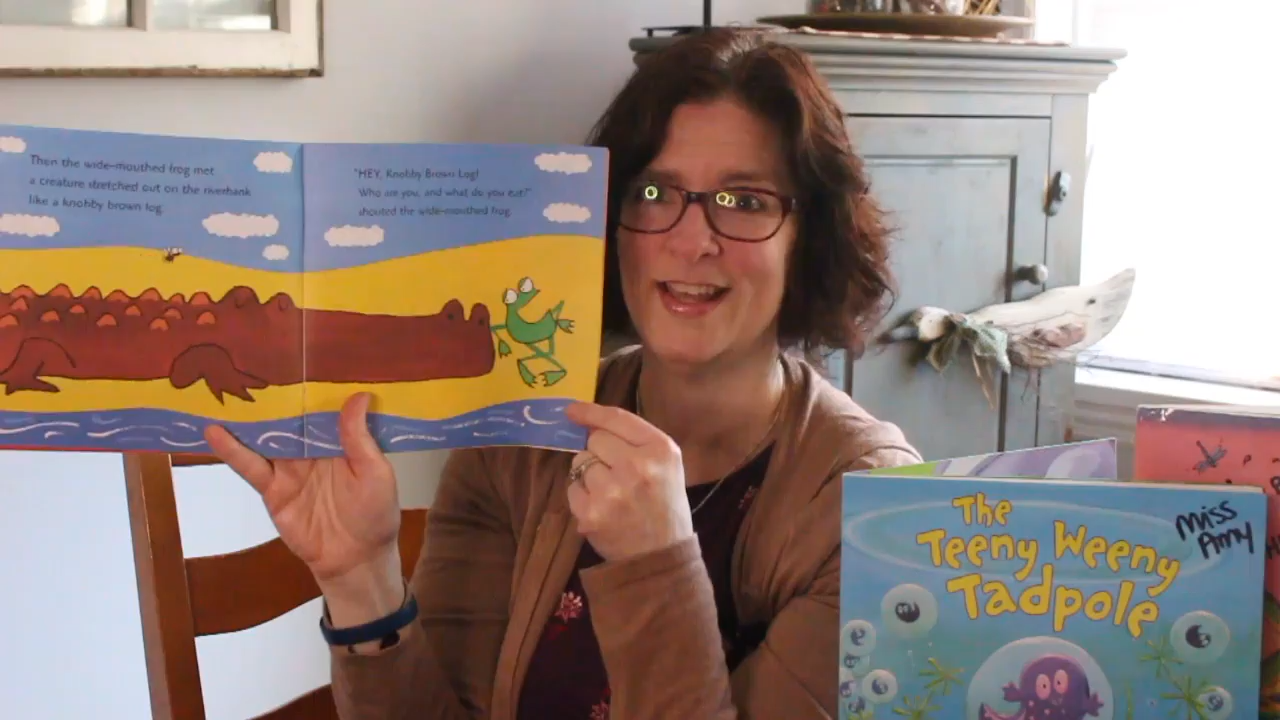 Then the wide-mouthed frog met
a creature stretched out on the riverbank
like a knobby brown log.
"HEY, Knobby Brown Log!
Who are you, and what do you eat?"
shouted the wide-mouthed frog.
The
Teeny Weeny
Tadpole
Miss
Amy